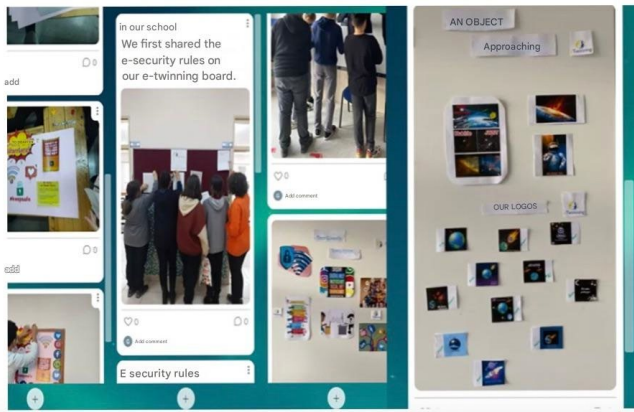 add
0
0
add
in our school
We first shared the
e-security rules on
our e-twinning board.
0
Add comment
E security rules
Add comment
AN OBJECT
Approaching
OUR LOGOS